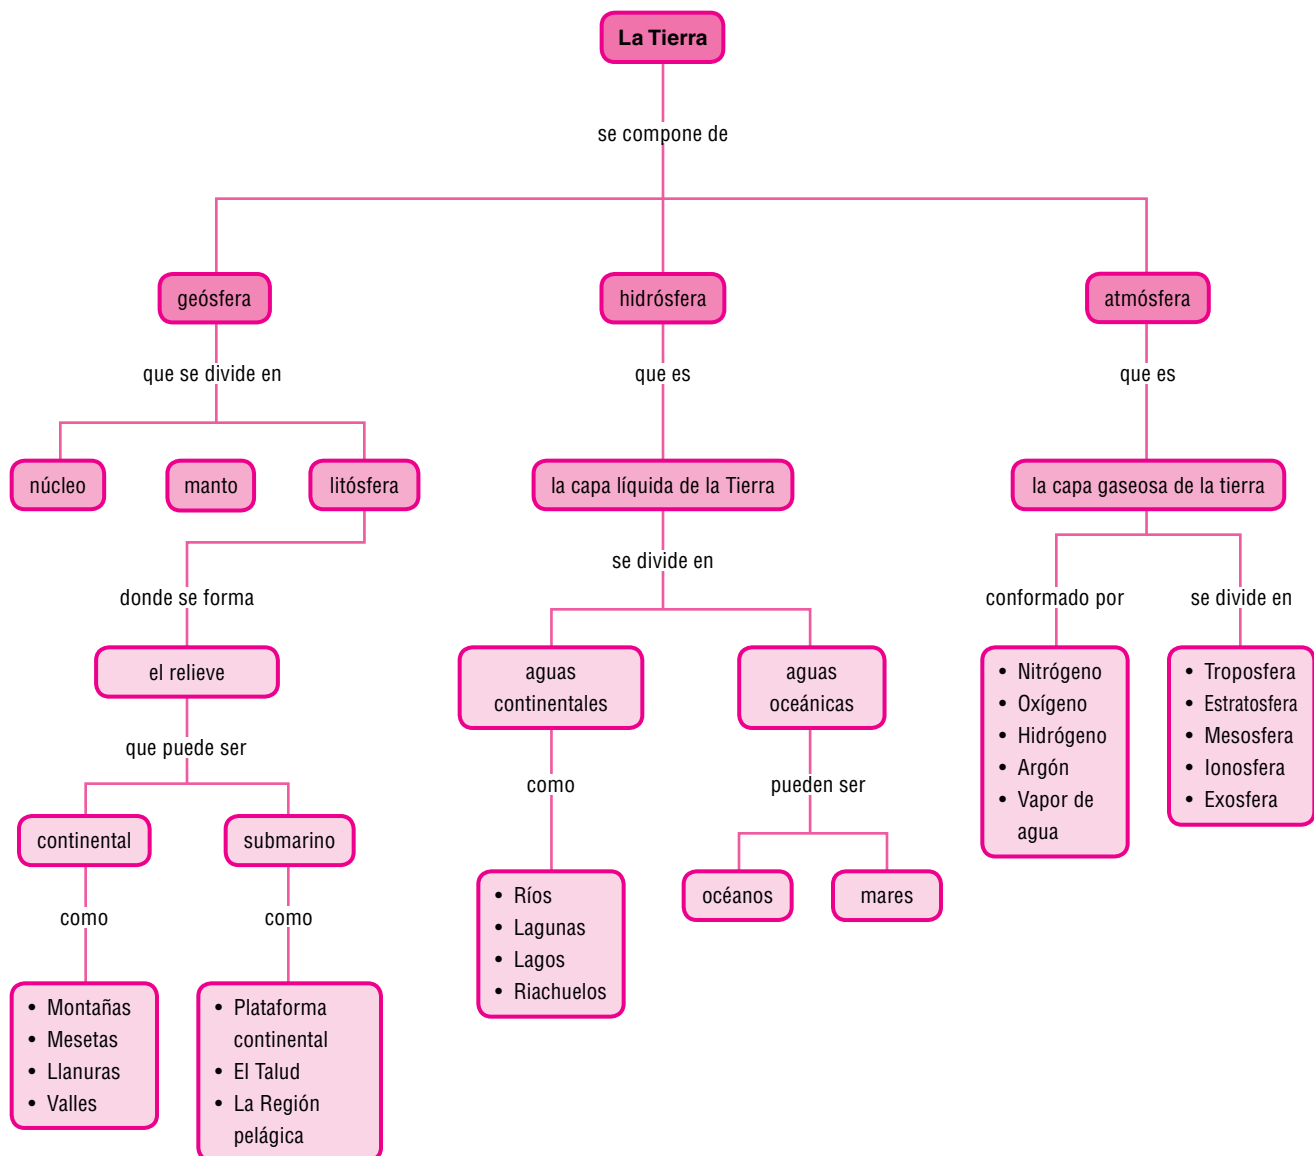 La Tierra
se compone de
geósfera
hidrósfera
atmósfera
que se divide en
que es
que es
núcleo
manto
litósfera
la capa líquida de la Tierra
la capa gaseosa de la tierra
donde se forma
se divide en
conformado por
se divide en
el relieve
aguas
continentales
aguas
oceánicas
• Nitrógeno
• Oxígeno
• Hidrógeno
• Argón
• Vapor de
agua
• Troposfera
• Estratosfera
• Mesosfera
• Ionosfera
• Exosfera
que puede ser
como
pueden ser
continental
submarino
océanos
mares
como
como
• Ríos
• Lagunas
• Lagos
• Riachuelos
• Montañas
• Mesetas
• Llanuras
• Valles
• Plataforma
continental
• El Talud
• La Región
pelágica